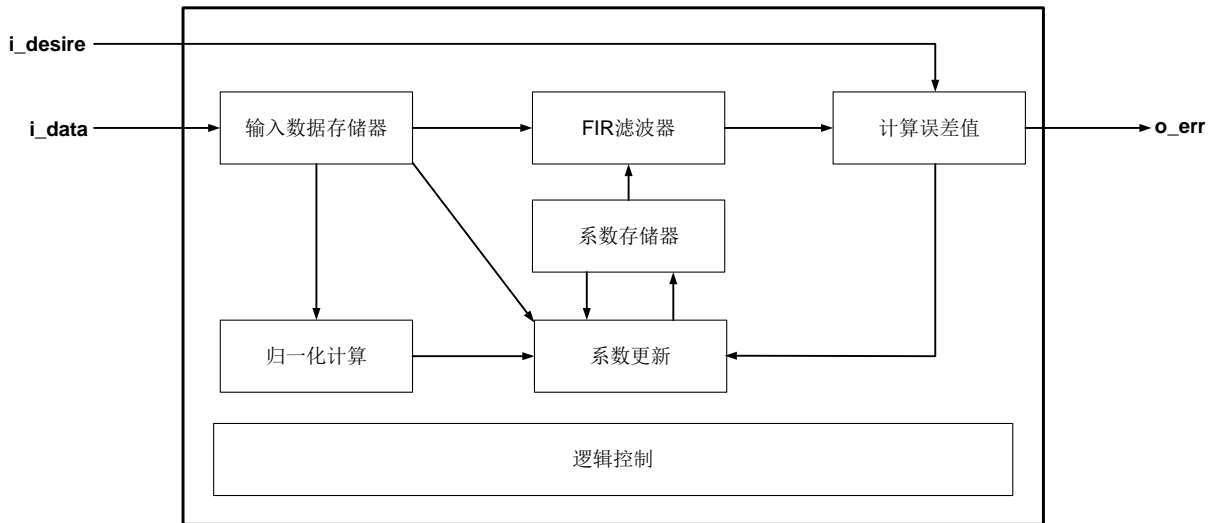 i_desire
i_data
输入数据存储器
FIR滤波器
计算误差值
o_err
系数存储器
归一化计算
系数更新
逻辑控制